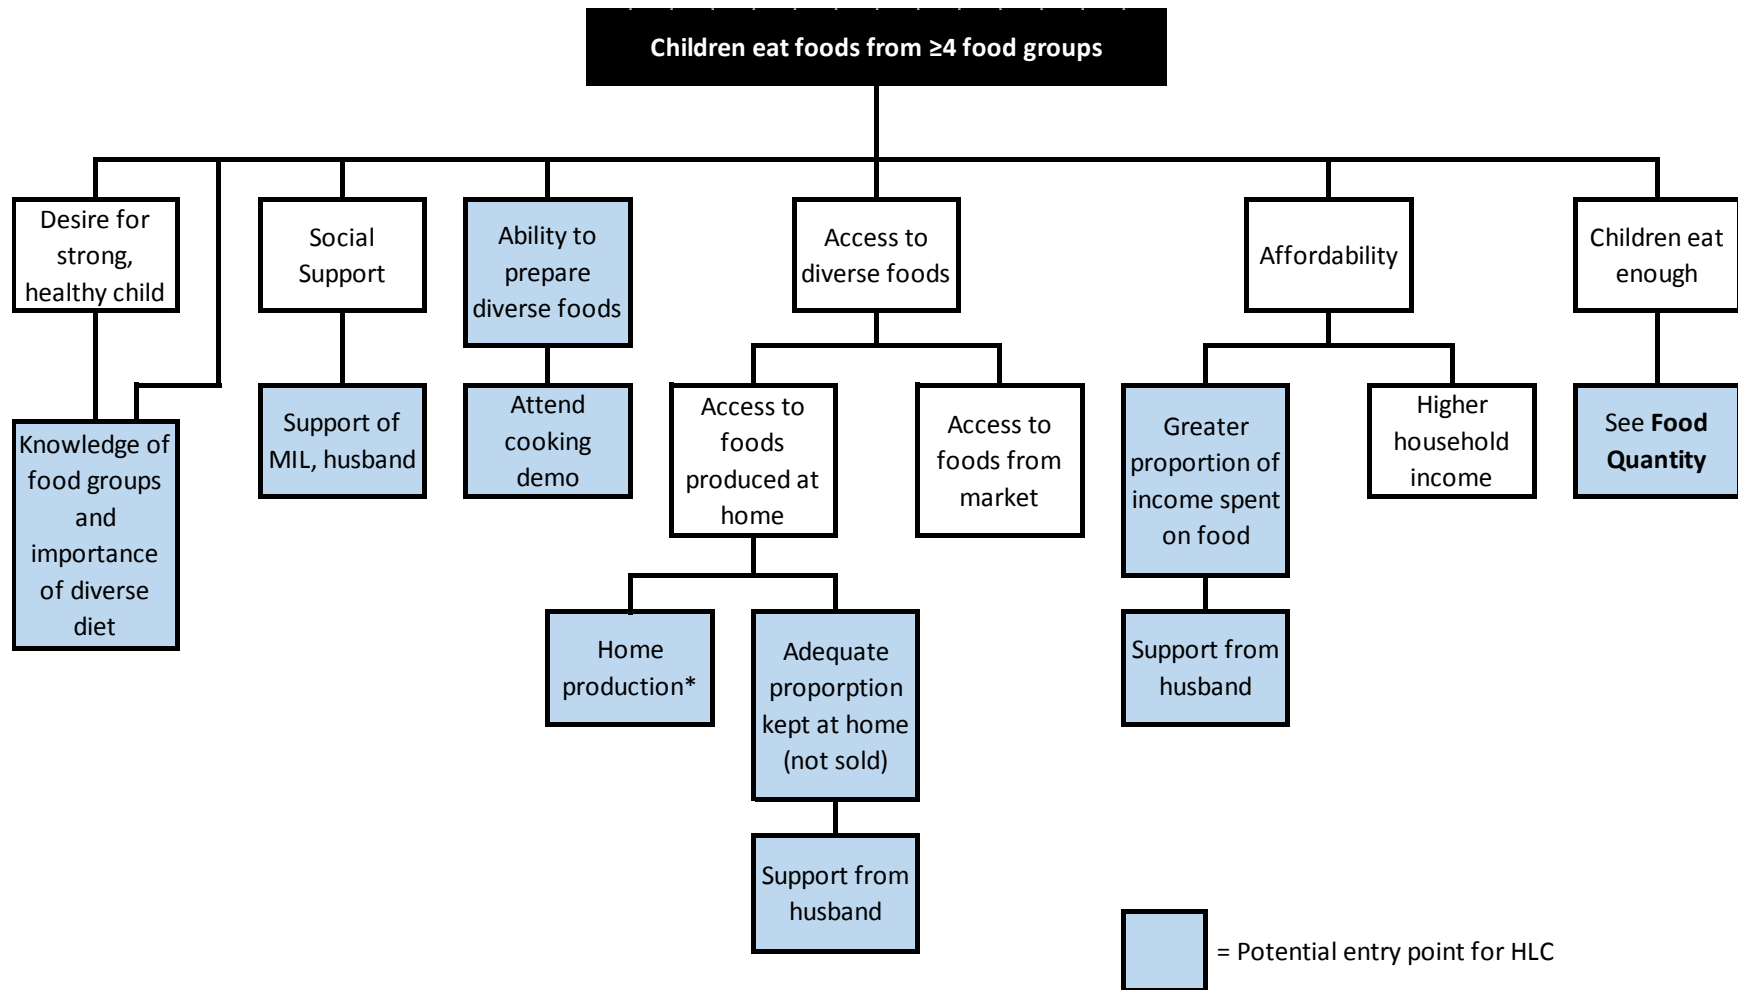 Children eat foods from ≥4 food groups
Desire for
strong,
healthy child
Social
Support
Ability to
prepare
diverse foods
Access to
diverse foods
Affordability
Children eat
enough
Knowledge of
food groups
and
importance
of diverse
diet
Support of
MIL, husband
Attend
cooking
demo
Access to
foods
produced at
home
Access to
foods from
market
Greater
proportion of
income spent
on food
Higher
household
income
See Food
Quantity
Home
production*
Adequate
proporption
kept at home
(not sold)
Support from
husband
Support from
husband
= Potential entry point for HLC